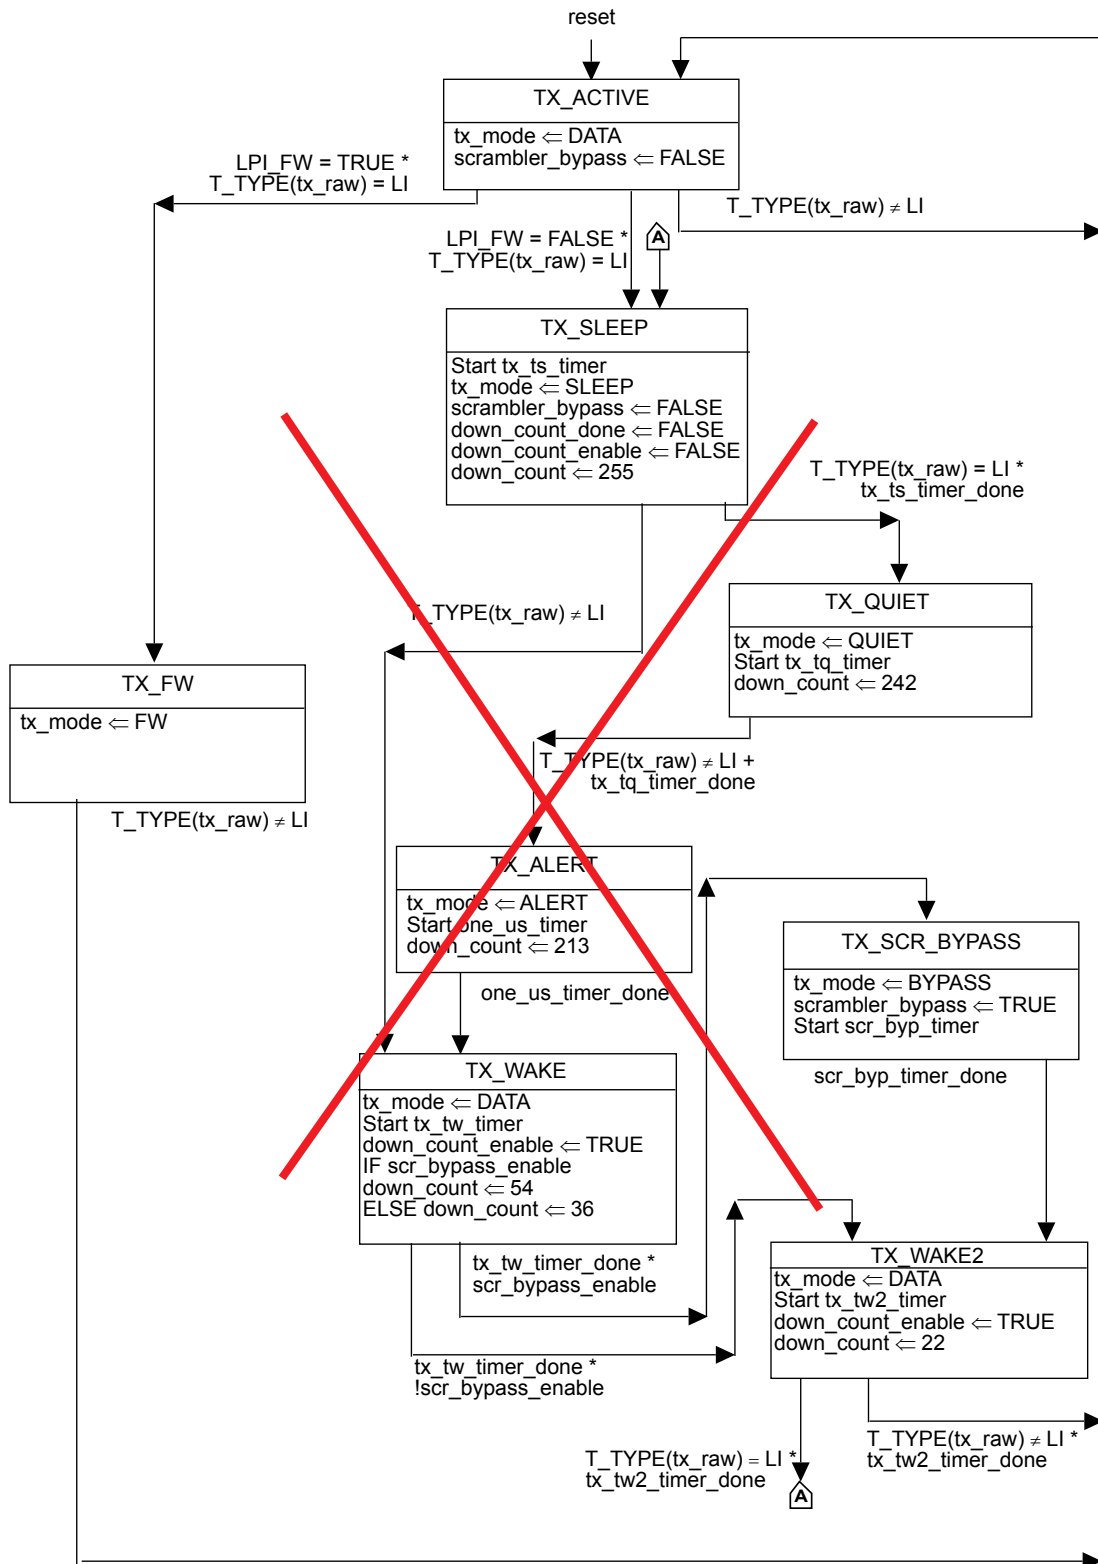 reset
TX_ACTIVE
tx_mode ⇐ DATA
scrambler_bypass ⇐ FALSE
LPI_FW = TRUE *
T_TYPE(tx_raw) = LI
T_TYPE(tx_raw) ≠ LI
LPI_FW = FALSE *
T_TYPE(tx_raw) = LI
A
TX_SLEEP
Start tx_ts_timer
tx_mode ⇐ SLEEP
scrambler_bypass ⇐ FALSE
down_count_done ⇐ FALSE
down_count_enable ⇐ FALSE
down_count ⇐ 255
T_TYPE(tx_raw) = LI *
tx_ts_timer_done
TX_QUIET
tx_mode ⇐ QUIET
Start tx_tq_timer
down_count ⇐ 242
T_TYPE(tx_raw) ≠ LI
TX_FW
tx_mode ⇐ FW
T_TYPE(tx_raw) ≠ LI
T_TYPE(tx_raw) ≠ LI +
tx_tq_timer_done
TX_ALERT
tx_mode ⇐ ALERT
Start one_us_timer
down_count ⇐ 213
one_us_timer_done
TX_SCR_BYPASS
tx_mode ⇐ BYPASS
scrambler_bypass ⇐ TRUE
Start scr_byp_timer
scr_byp_timer_done
TX_WAKE
tx_mode ⇐ DATA
Start tx_tw_timer
down_count_enable ⇐ TRUE
IF scr_bypass_enable
down_count ⇐ 54
ELSE down_count ⇐ 36
tx_tw_timer_done *
scr_bypass_enable
tx_tw_timer_done *
!scr_bypass_enable
TX_WAKE2
tx_mode ⇐ DATA
Start tx_tw2_timer
down_count_enable ⇐ TRUE
down_count ⇐ 22
T_TYPE(tx_raw) = LI *
tx_tw2_timer_done
A
T_TYPE(tx_raw) ≠ LI *
tx_tw2_timer_done